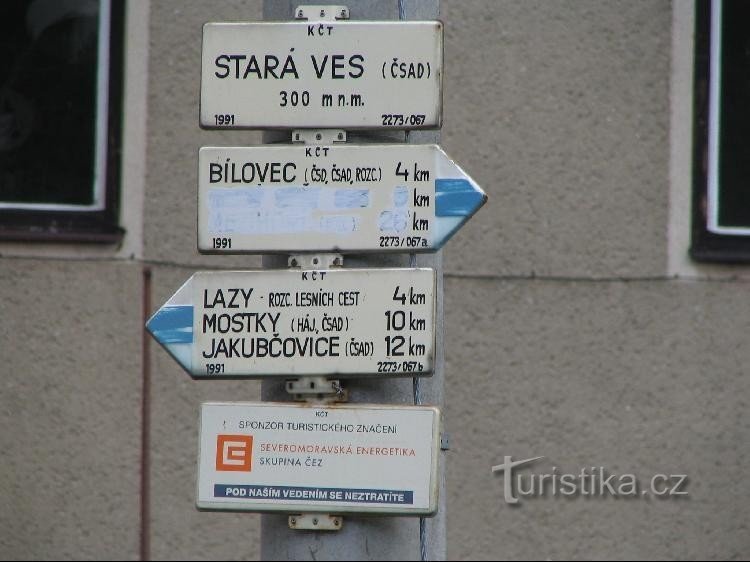 KČT
STARÁ VES (ČSAD)
300 m n.m.
1991 2273/067
KČT
BÍLOVEC (ČSD, ČSAD, ROZC.) 4 km
km
26 km
1991 2273/067a
KČT
LAZY - ROZC. LESNÍCH CEST 4 km
MOSTKY (HÁJ, ČSAD) 10 km
JAKUBČOVICE (ČSAD) 12 km
1991 2273/067b
KČT
SPONZOR TURISTICKÉHO ZNAČENÍ
SEVEROMORAVSKÁ ENERGETIKA
SKUPINA ČEZ
POD NAŠÍM VEDENÍM SE NEZTRATÍTE
Turistika.cz